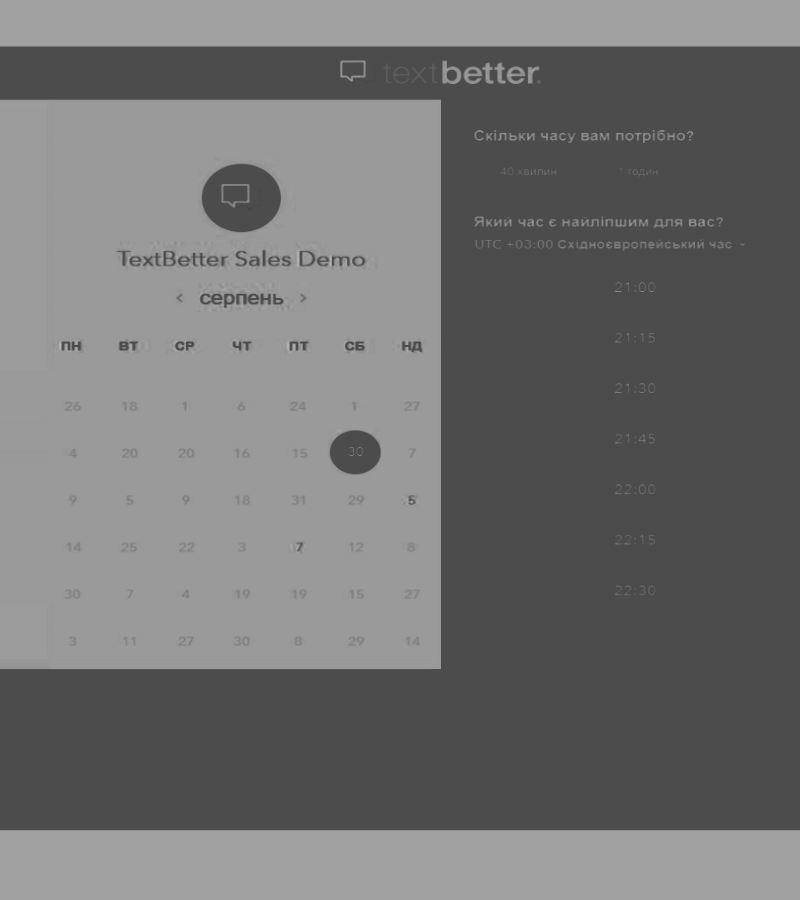 textbetter.
TextBetter Sales Demo
< серпень >
ПН ВТ СР ЧТ ПТ СБ НД
26 18 1 6 24 1 27
4 20 20 16 15 30 7
9 5 9 18 31 29 5
14 25 22 3 7 12 8
30 7 4 19 19 15 27
3 11 27 30 8 29 14
Скільки часу вам потрібно?
40 хвилин 1 годин
Який час є найліпшим для вас?
UTC +03:00 Східноєвропейський час
21:00
21:15
21:30
21:45
22:00
22:15
22:30